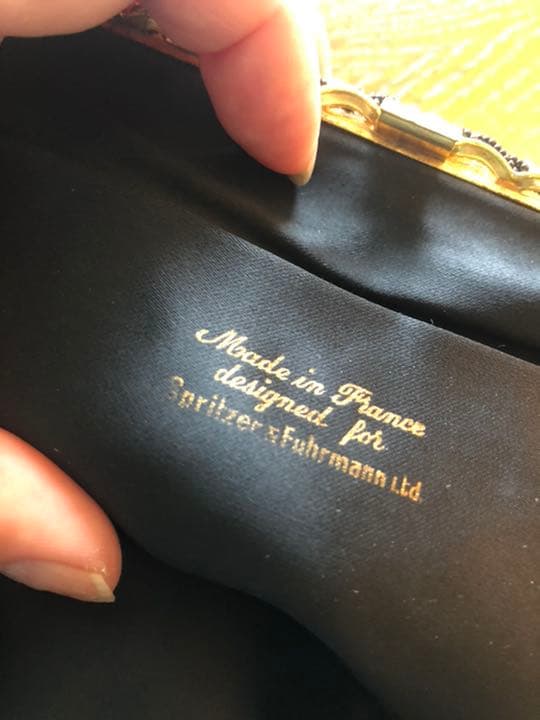 Made in France
designed for
Spritzer & Fuhrmann Ltd.